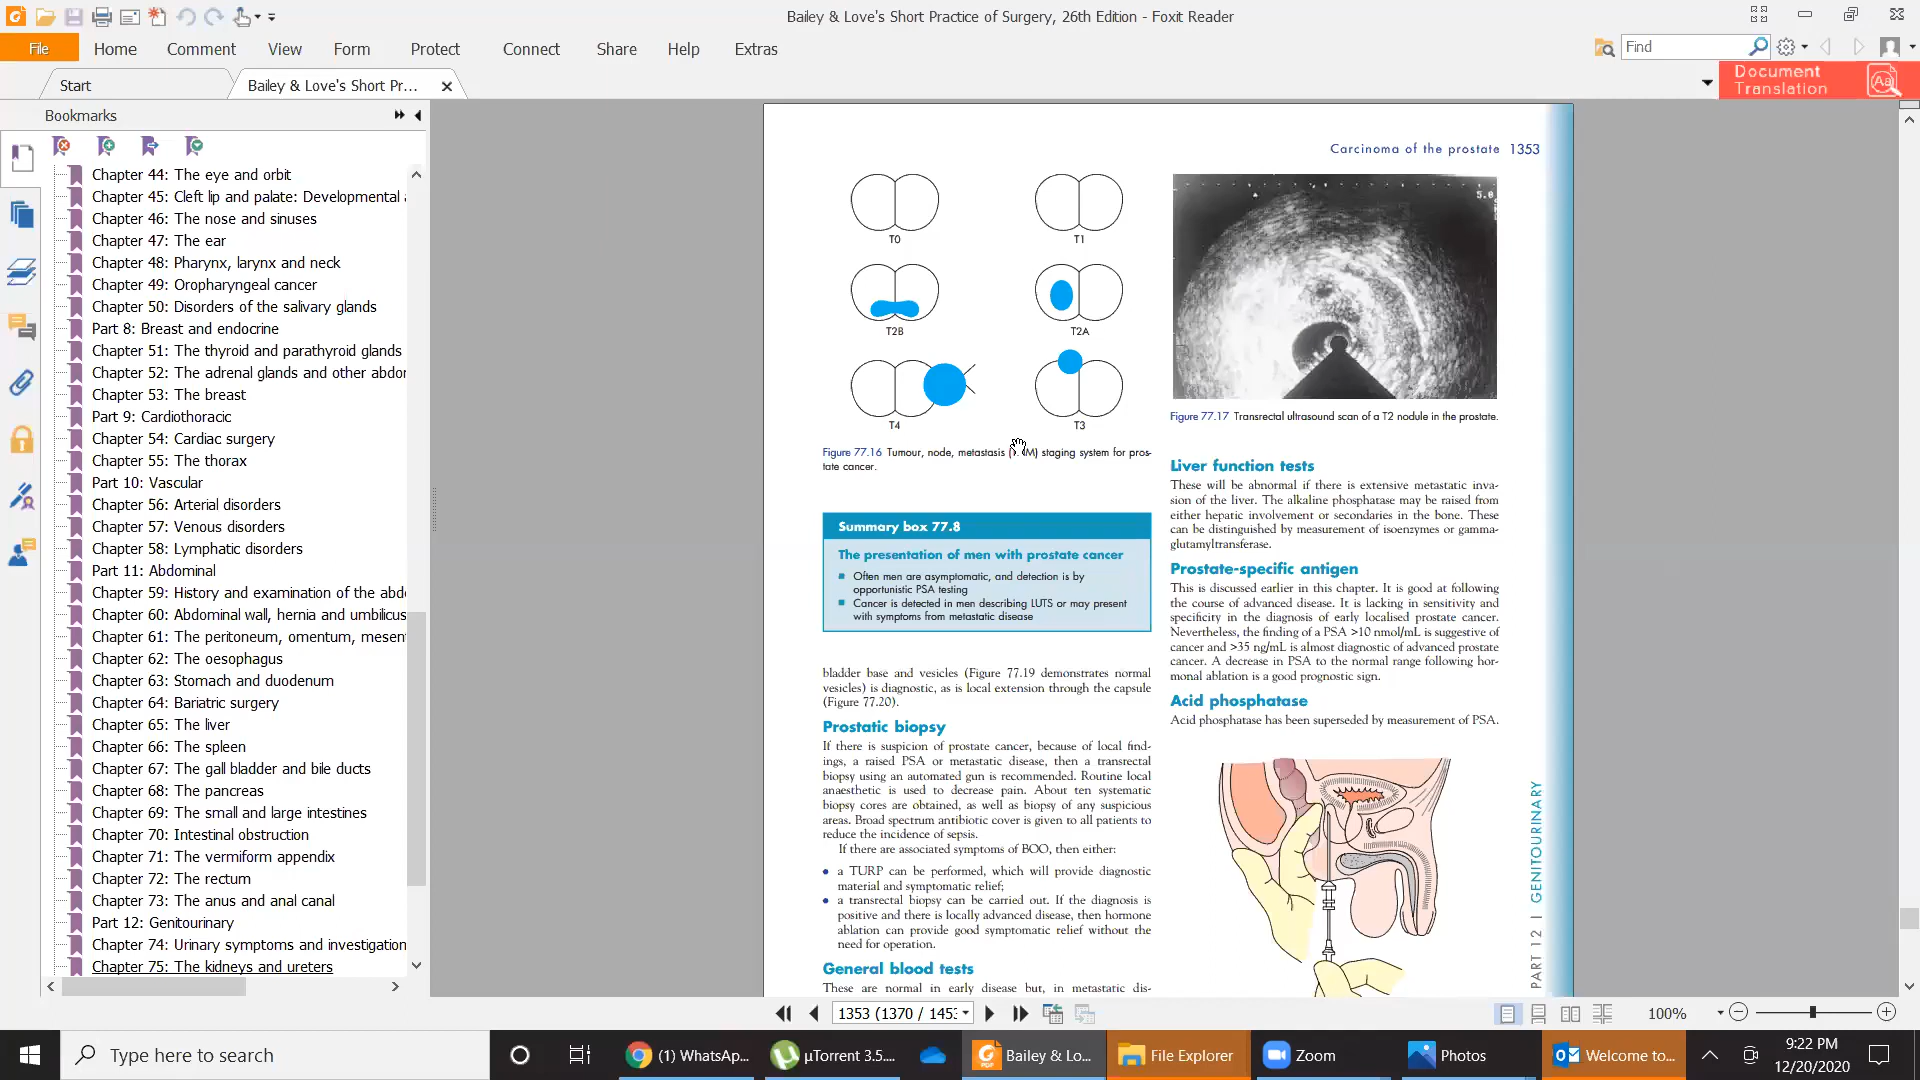 Bailey & Love's Short Practice of Surgery, 26th Edition - Foxit Reader
File
Home
Comment
View
Form
Protect
Connect
Share
Help
Extras
Find
Start
Bailey & Love's Short Pr...
Document
Translation
Bookmarks
Chapter 44: The eye and orbit
Chapter 45: Cleft lip and palate: Developmental
Chapter 46: The nose and sinuses
Chapter 47: The ear
Chapter 48: Pharynx, larynx and neck
Chapter 49: Oropharyngeal cancer
Chapter 50: Disorders of the salivary glands
Part 8: Breast and endocrine
Chapter 51: The thyroid and parathyroid glands
Chapter 52: The adrenal glands and other abdor
Chapter 53: The breast
Part 9: Cardiothoracic
Chapter 54: Cardiac surgery
Chapter 55: The thorax
Part 10: Vascular
Chapter 56: Arterial disorders
Chapter 57: Venous disorders
Chapter 58: Lymphatic disorders
Part 11: Abdominal
Chapter 59: History and examination of the abd
Chapter 60: Abdominal wall, hernia and umbilicus
Chapter 61: The peritoneum, omentum, mesen
Chapter 62: The oesophagus
Chapter 63: Stomach and duodenum
Chapter 64: Bariatric surgery
Chapter 65: The liver
Chapter 66: The spleen
Chapter 67: The gall bladder and bile ducts
Chapter 68: The pancreas
Chapter 69: The small and large intestines
Chapter 70: Intestinal obstruction
Chapter 71: The vermiform appendix
Chapter 72: The rectum
Chapter 73: The anus and anal canal
Part 12: Genitourinary
Chapter 74: Urinary symptoms and investigation
Chapter 75: The kidneys and ureters
Carcinoma of the prostate 1353
T0
T1
T2B
T2A
T4
T3
Figure 77.16 Tumour, node, metastasis (T M) staging system for pros-
tate cancer.
Summary box 77.8
The presentation of men with prostate cancer
Often men are asymptomatic, and detection is by
opportunistic PSA testing
Cancer is detected in men describing LUTS or may present
with symptoms from metastatic disease
bladder base and vesicles (Figure 77.19 demonstrates normal
vesicles) is diagnostic, as is local extension through the capsule
(Figure 77.20).
Prostatic biopsy
If there is suspicion of prostate cancer, because of local find-
ings, a raised PSA or metastatic disease, then a transrectal
biopsy using an automated gun is recommended. Routine local
anaesthetic is used to decrease pain. About ten systematic
biopsy cores are obtained, as well as biopsy of any suspicious
areas. Broad spectrum antibiotic cover is given to all patients to
reduce the incidence of sepsis.
If there are associated symptoms of BOO, then either:
• a TURP can be performed, which will provide diagnostic
material and symptomatic relief;
• a transrectal biopsy can be carried out. If the diagnosis is
positive and there is locally advanced disease, then hormone
ablation can provide good symptomatic relief without the
need for operation.
General blood tests
These are normal in early disease but, in metastatic dis-
5.0
Figure 77.17 Transrectal ultrasound scan of a T2 nodule in the prostate.
Liver function tests
These will be abnormal if there is extensive metastatic inva-
sion of the liver. The alkaline phosphatase may be raised from
either hepatic involvement or secondaries in the bone. These
can be distinguished by measurement of isoenzymes or gamma-
glutamyltransferase.
Prostate-specific antigen
This is discussed earlier in this chapter. It is good at following
the course of advanced disease. It is lacking in sensitivity and
specificity in the diagnosis of early localised prostate cancer.
Nevertheless, the finding of a PSA >10 nmol/mL is suggestive of
cancer and >35 ng/mL is almost diagnostic of advanced prostate
cancer. A decrease in PSA to the normal range following hor-
monal ablation is a good prognostic sign.
Acid phosphatase
Acid phosphatase has been superseded by measurement of PSA.
PART 12 | GENITOURINARY
1353 (1370 / 1453
100%
Type here to search
(1) WhatsAp...
µTorrent 3.5....
Bailey & Lo...
File Explorer
Zoom
Photos
Welcome to...
9:22 PM
12/20/2020